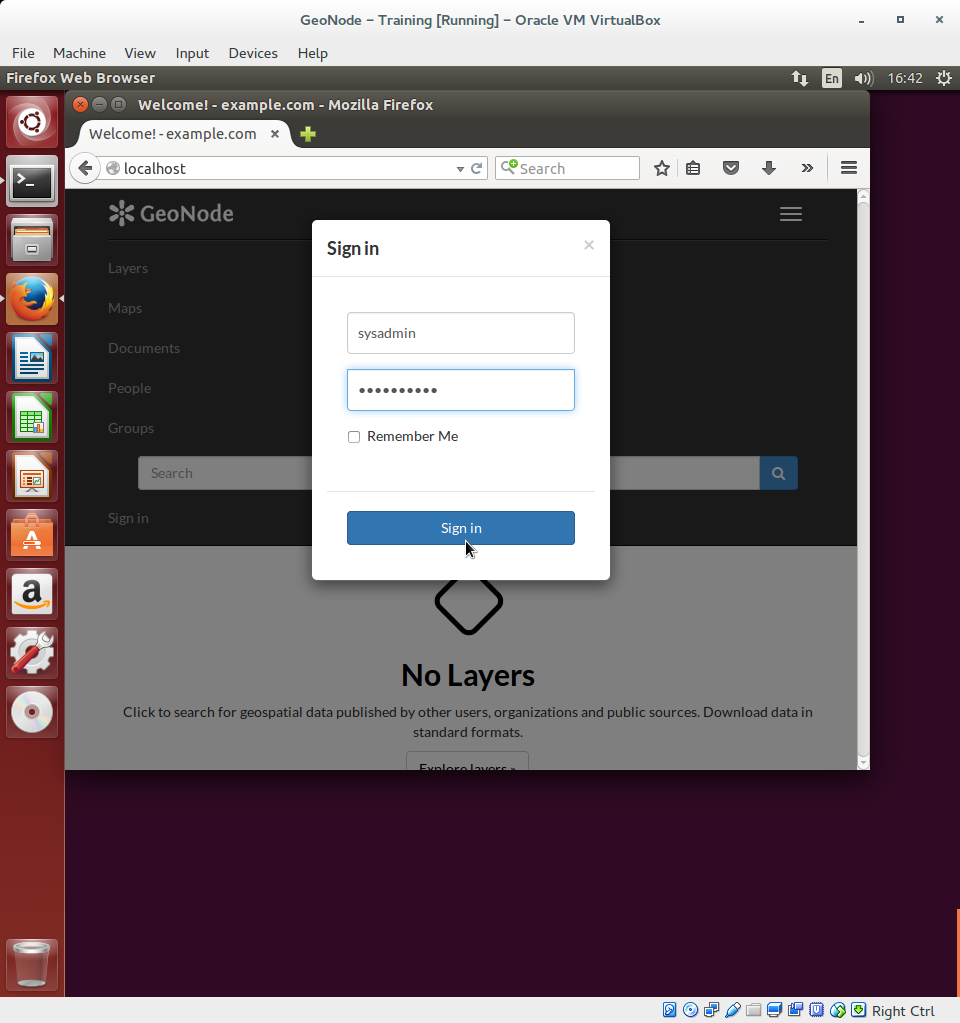 GeoNode – Training [Running] – Oracle VM VirtualBox
File Machine View Input Devices Help
Firefox Web Browser
En
16:42
Welcome! - example.com - Mozilla Firefox
Welcome! - example.com
localhost
Search
GeoNode
Layers
Maps
Documents
People
Groups
Search
Sign in
Sign in
×
sysadmin
••••••••••
Remember Me
Sign in
No Layers
Click to search for geospatial data published by other users, organizations and public sources. Download data in
standard formats.
Explore layers »
Right Ctrl